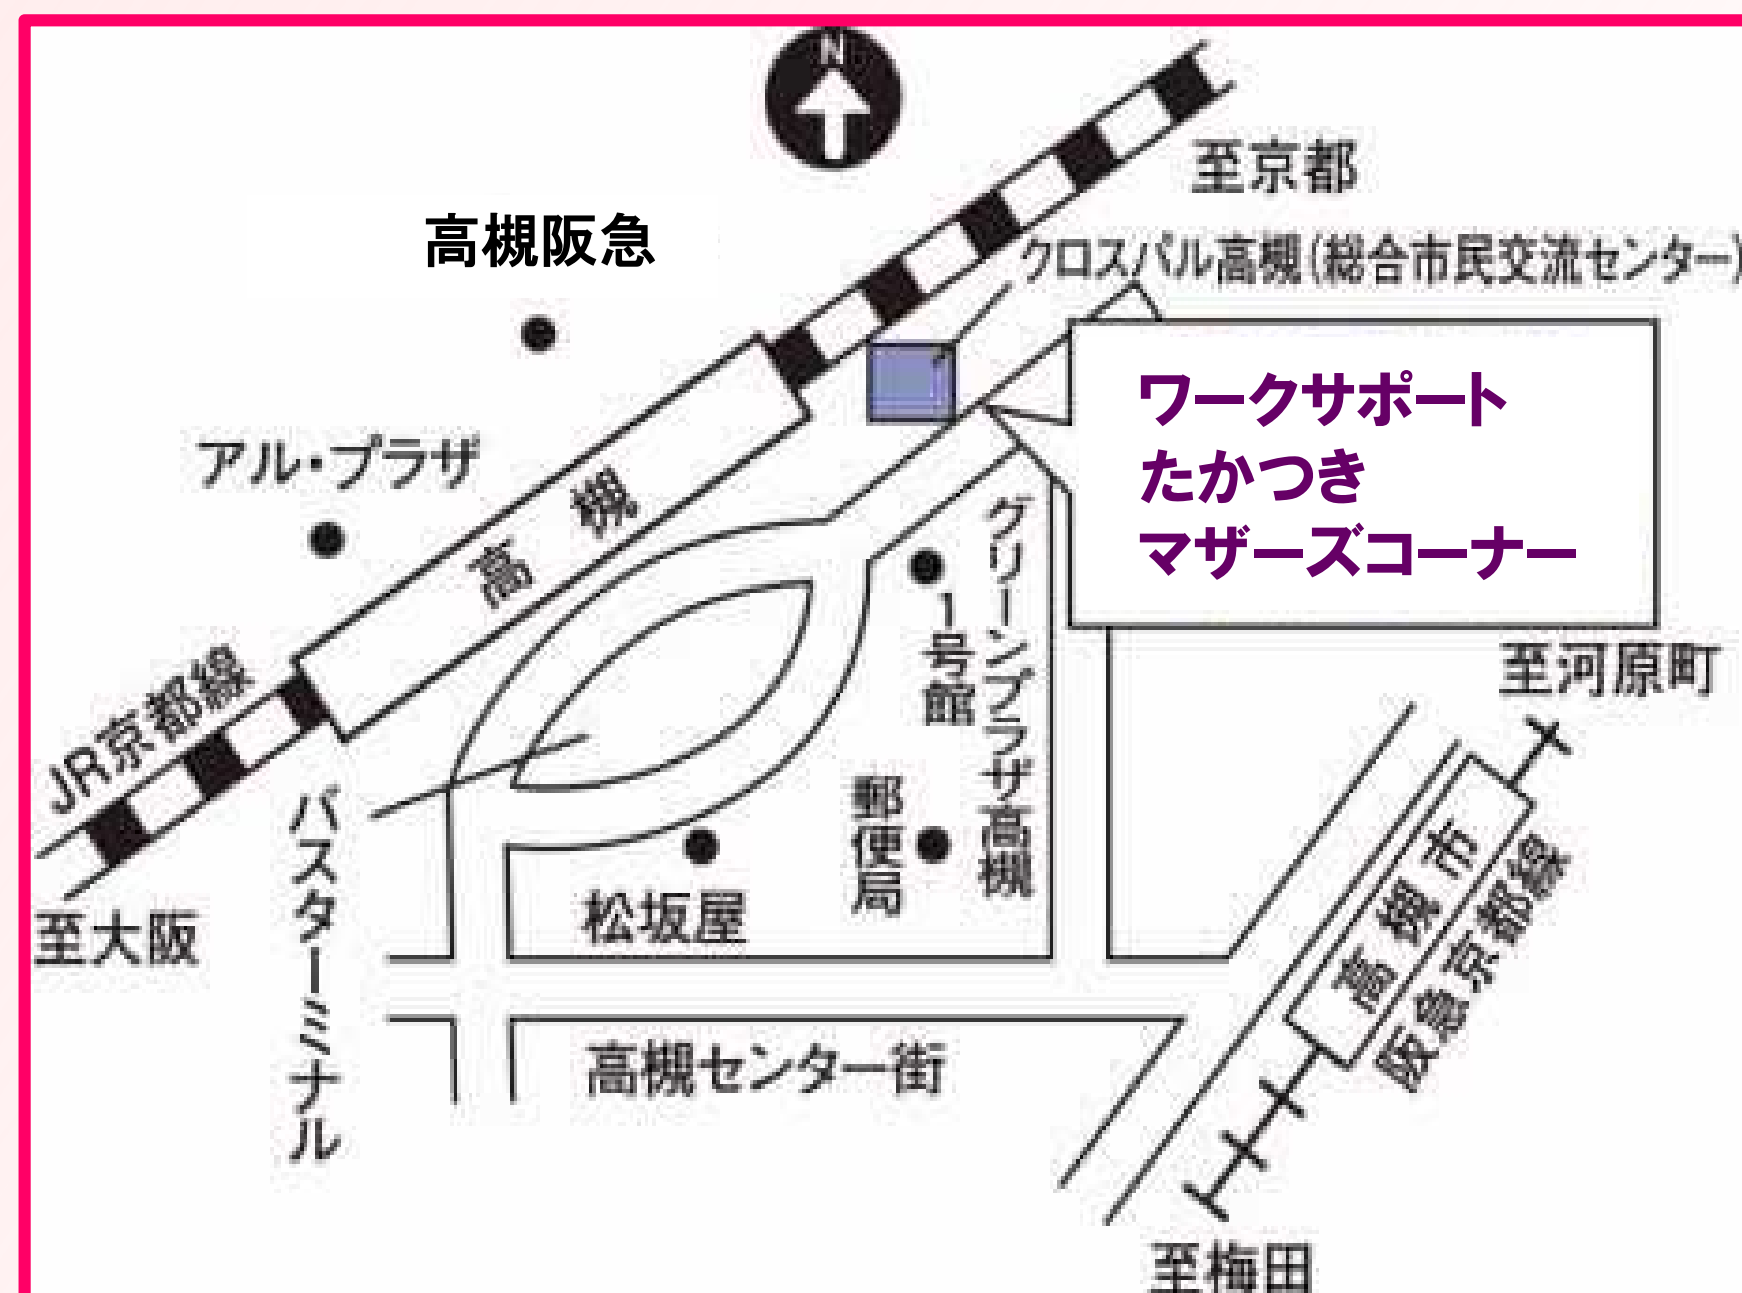 N
至京都
高槻阪急
クロスパル高槻(総合市民交流センター)
ワークサポート
たかつき
マザーズコーナー
アル・プラザ
高槻
グリーンプラザ高槻
1号館
JR京都線
至河原町
バスターミナル
郵便局
高槻市
阪急京都線
松坂屋
至大阪
高槻センター街
至梅田